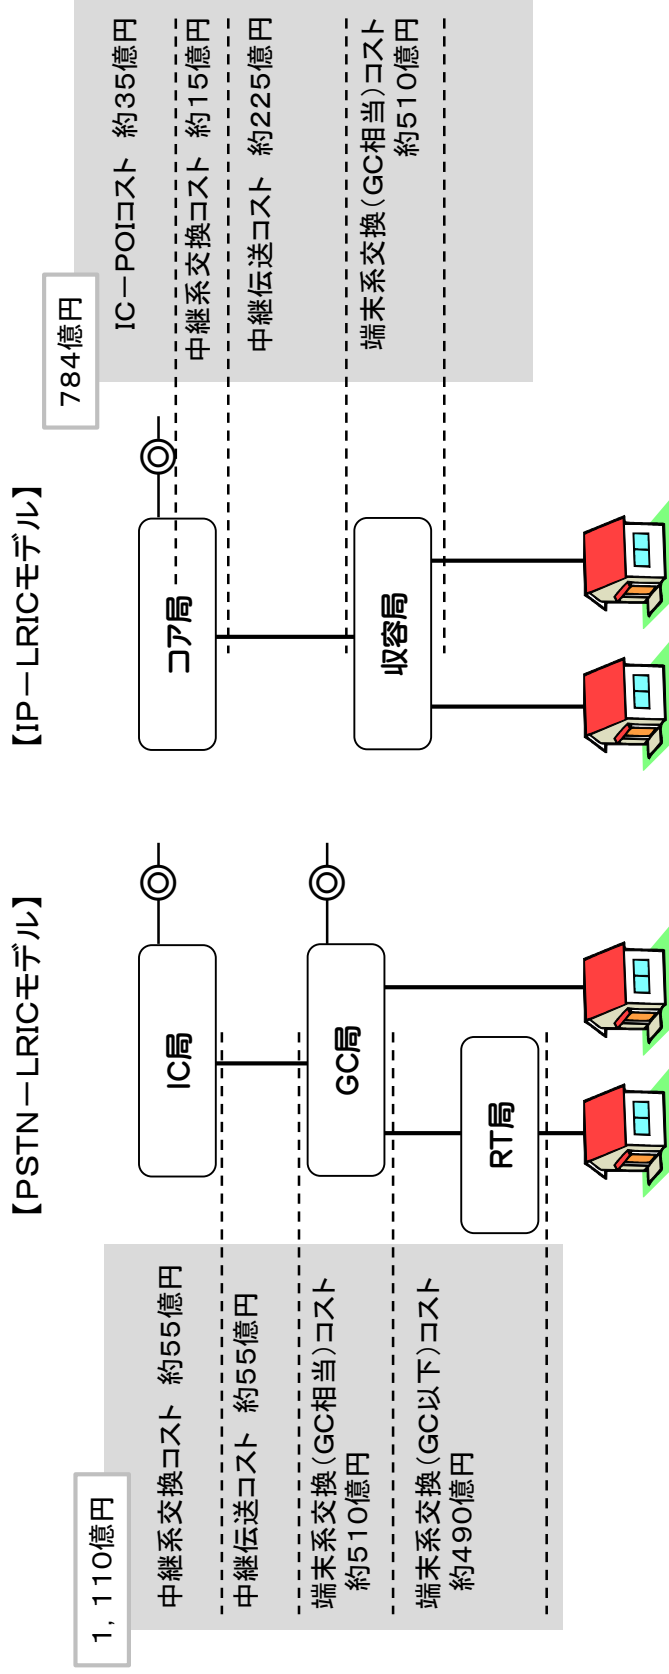 【PSTN－LRICモデル】
1，110億円
中継系交換コスト 約55億円
中継伝送コスト 約55億円
端末系交換（GC相当）コスト
約510億円
端末系交換（GC以下）コスト
約490億円
IC局
GC局
RT局
【IP－LRICモデル】
コア局
収容局
784億円
IC－POIコスト 約35億円
中継系交換コスト 約15億円
中継伝送コスト 約225億円
端末系交換（GC相当）コスト
約510億円